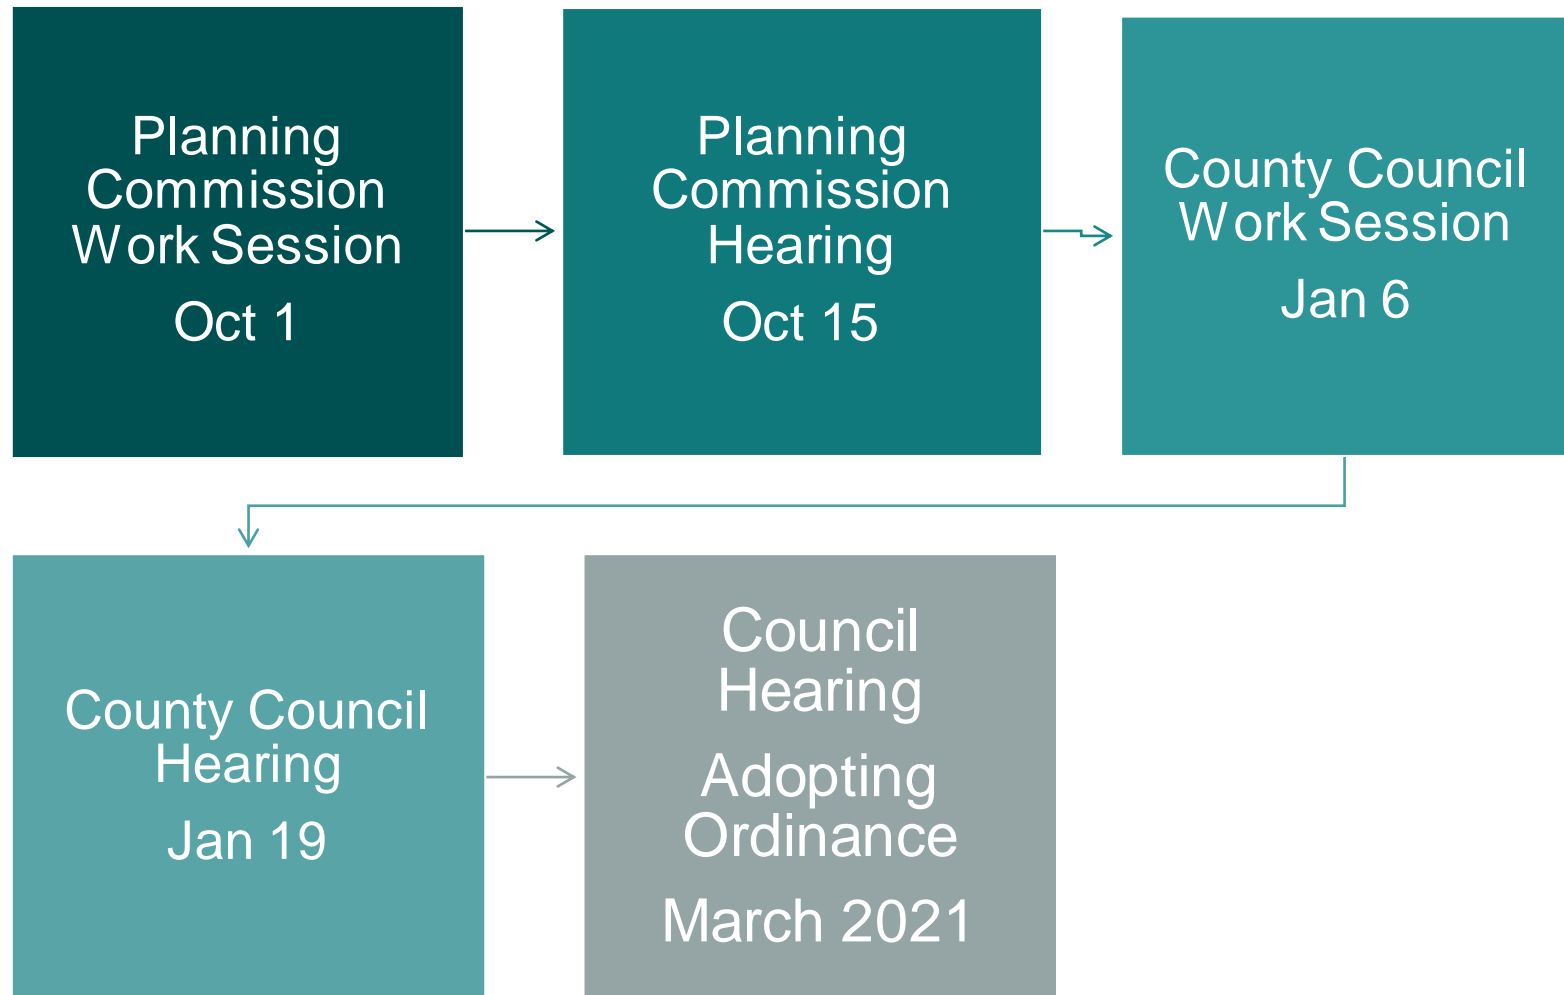 Planning
Commission
Work Session
Oct 1
Planning
Commission
Hearing
Oct 15
County Council
Work Session
Jan 6
County Council
Hearing
Jan 19
Council
Hearing
Adopting
Ordinance
March 2021